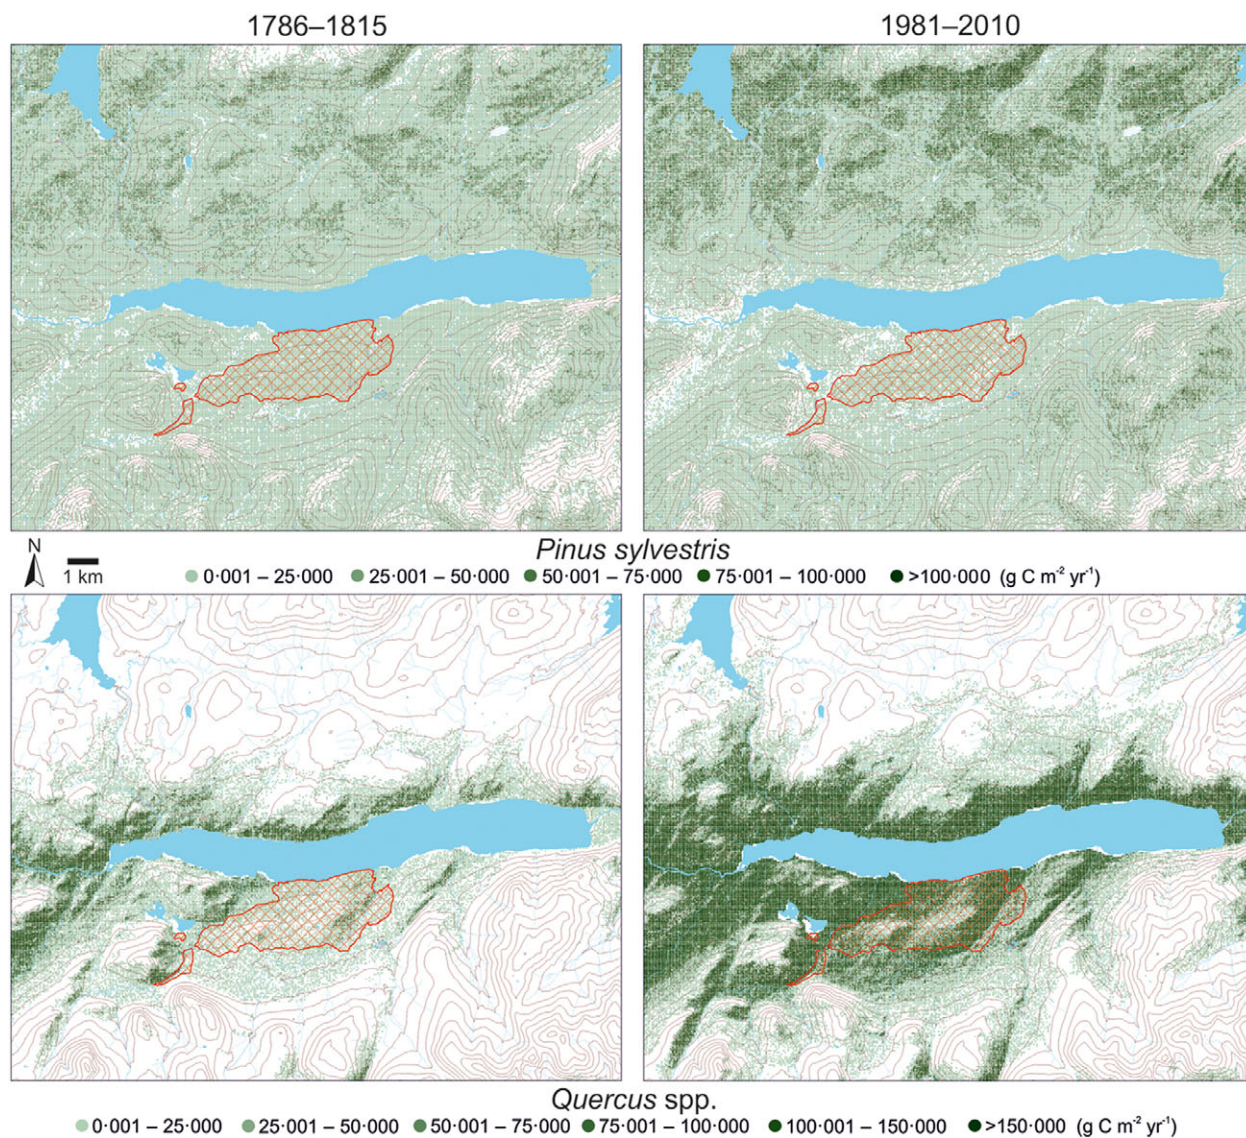 1786–1815 1981–2010
Pinus sylvestris
N
1 km
0·001 – 25·000 25·001 – 50·000 50·001 – 75·000 75·001 – 100·000 >100·000 (g C m⁻² yr⁻¹)
Quercus spp.
0·001 – 25·000 25·001 – 50·000 50·001 – 75·000 75·001 – 100·000 100·001 – 150·000 >150·000 (g C m⁻² yr⁻¹)